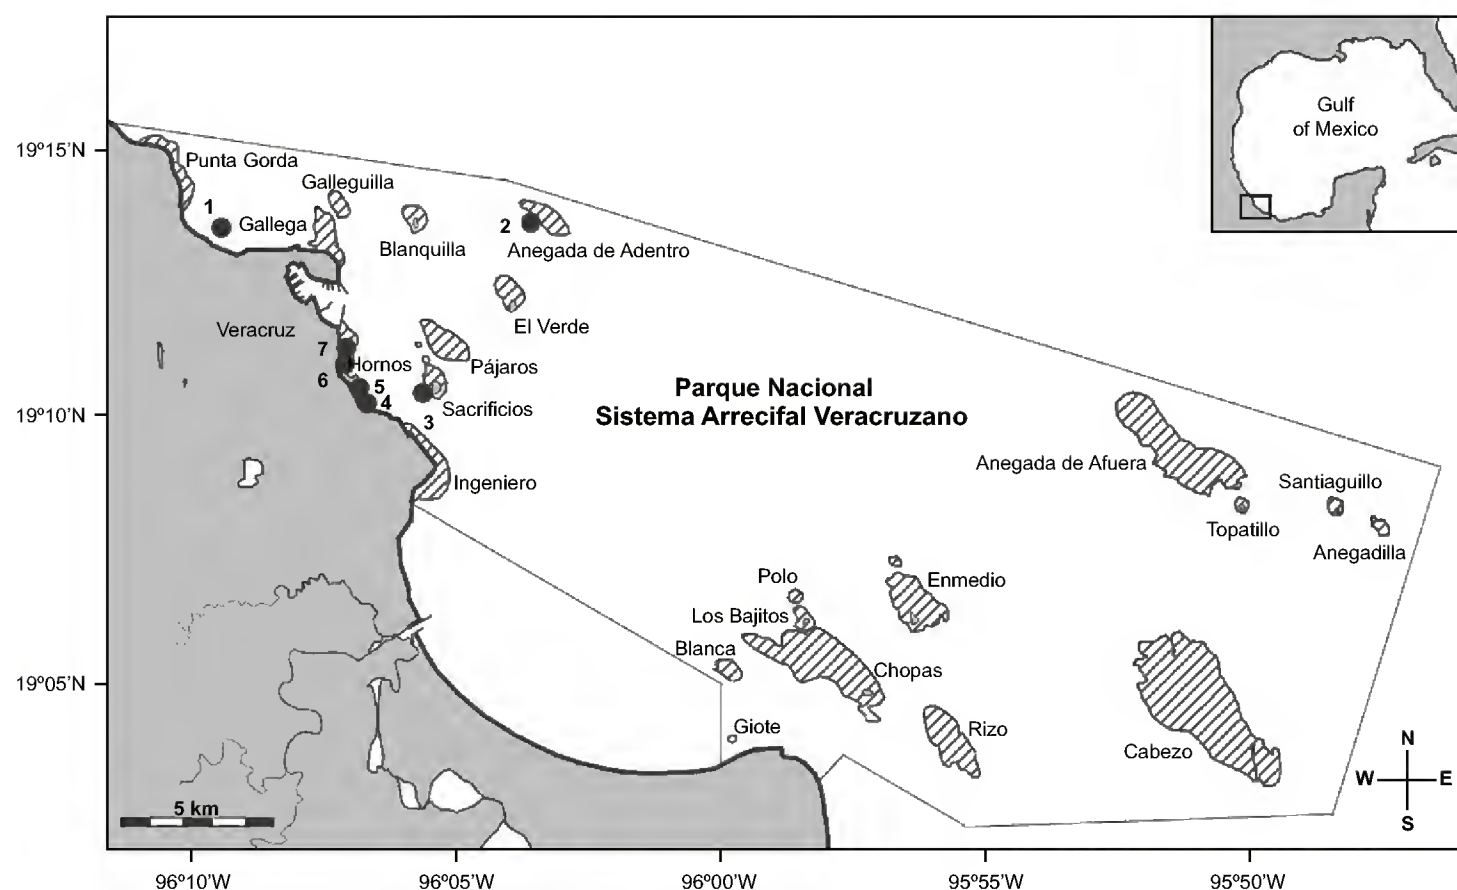 Gulf
of Mexico
19º15'N
Punta Gorda
Galleguilla
1
Gallega
Blanquilla
2
Anegada de Adentro
El Verde
Veracruz
7
Hornos
Pájaros
6
5
4
Sacrificios
3
19º10'N
Parque Nacional
Sistema Arrecifal Veracruzano
Ingeniero
Anegada de Afuera
Santiaguillo
Topatillo
Anegadilla
Polo
Enmedio
Los Bajitos
Blanca
Chopas
19º05'N
Giote
Rizo
Cabezo
N
W
E
S
5 km
96º10'W
96º05'W
96º00'W
95º55'W
95º50'W